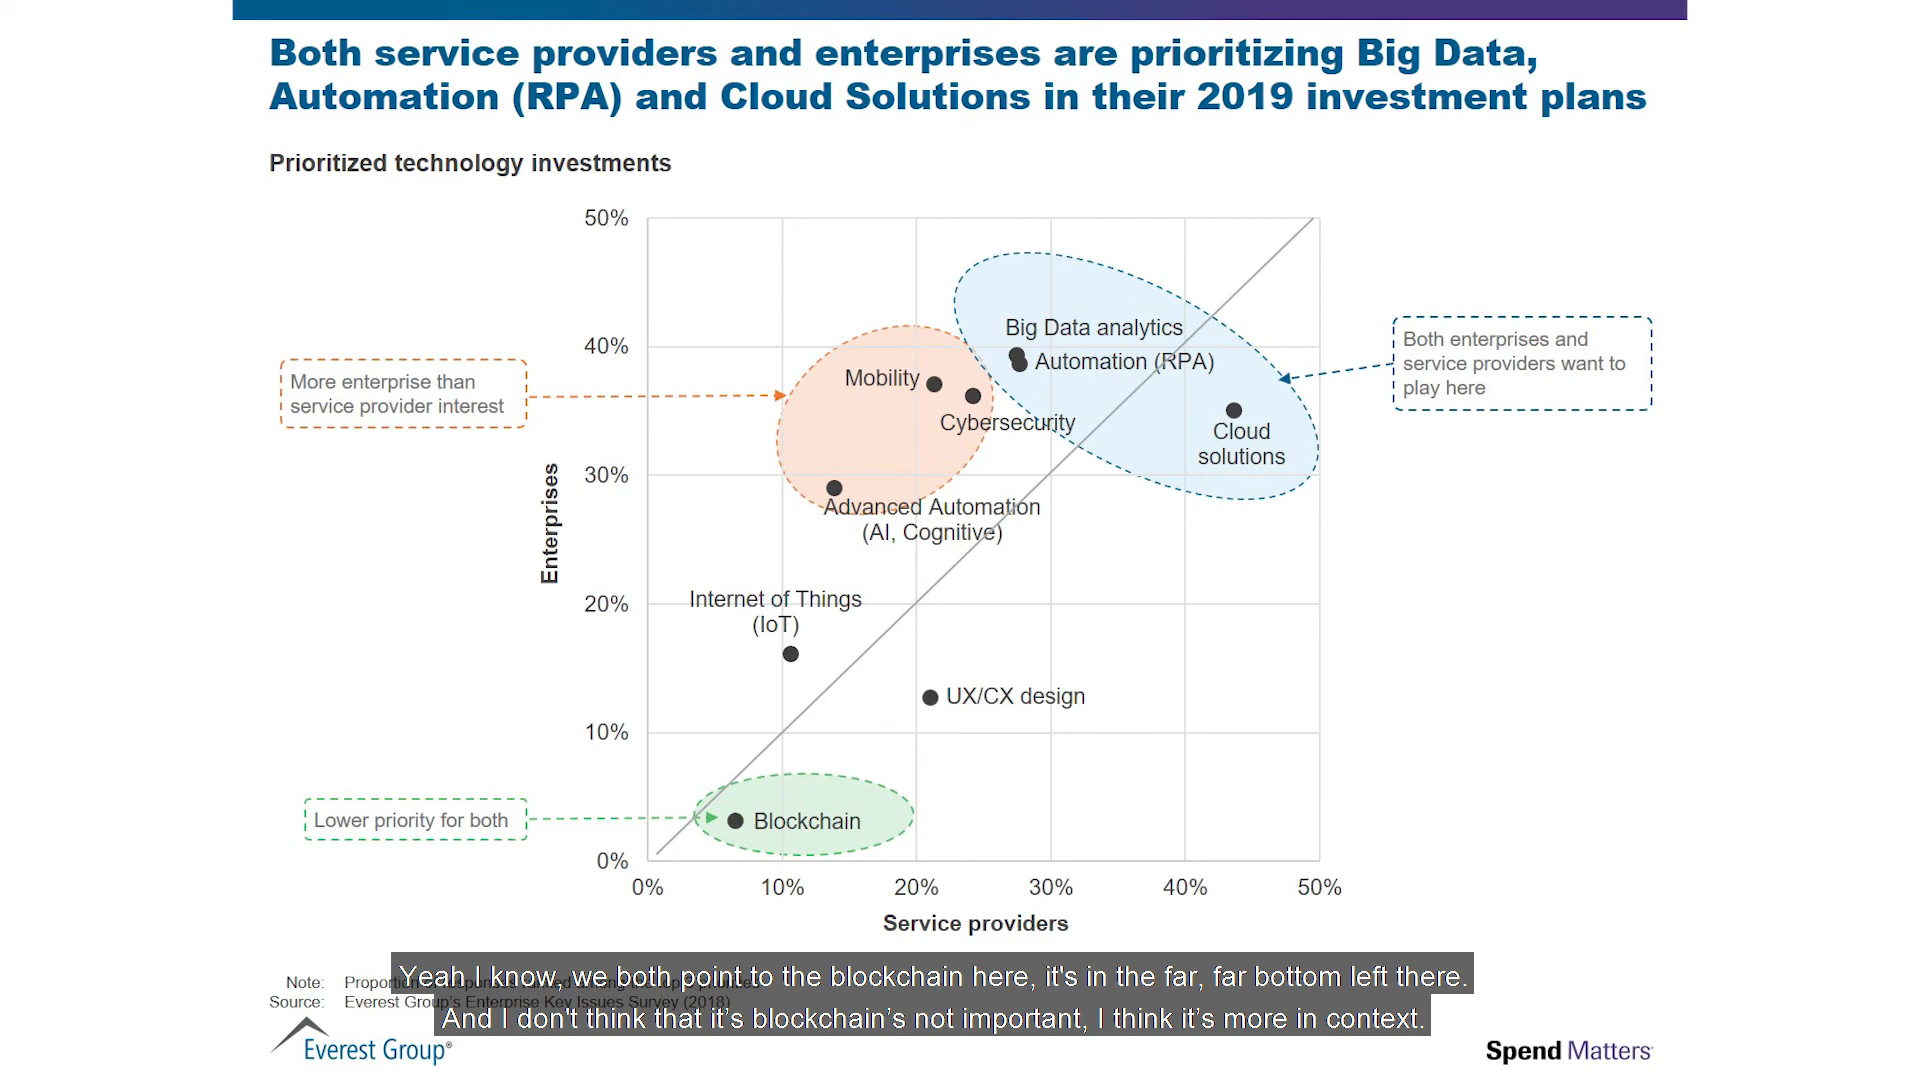 Both service providers and enterprises are prioritizing Big Data,
Automation (RPA) and Cloud Solutions in their 2019 investment plans
Prioritized technology investments
50%
40%
30%
20%
10%
0%
Enterprises
More enterprise than
service provider interest
Lower priority for both
Big Data analytics
Automation (RPA)
Mobility
Cybersecurity
Cloud
solutions
Advanced Automation
(AI, Cognitive)
Internet of Things
(IoT)
UX/CX design
Blockchain
Both enterprises and
service providers want to
play here
0% 10% 20% 30% 40% 50%
Service providers
Yeah I know, we both point to the blockchain here, it's in the far, far bottom left there.
And I don't think that it’s blockchain’s not important, I think it’s more in context.
Note: Proportion of responses
Source: Everest Group's Enterprise Key Issues Survey (2018)
Everest Group®
Spend Matters